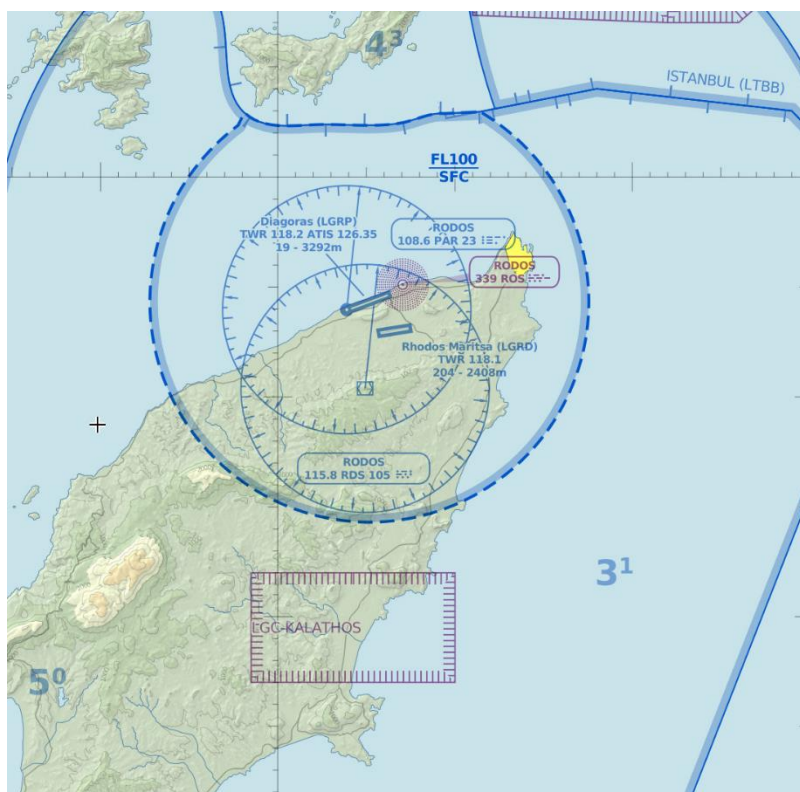 4³
ISTANBUL (LTBB)
FL100
SFC
Diagoras (LGRP)
TWR 118.2 ATIS 126.35
19 - 3292m
RODOS
108.6 PAR 23
RODOS
339 ROS
Rhodos Maritsa (LGRD)
TWR 118.1
204 - 2408m
RODOS
115.8 RDS 105
3¹
LGC-KALATHOS
5⁰